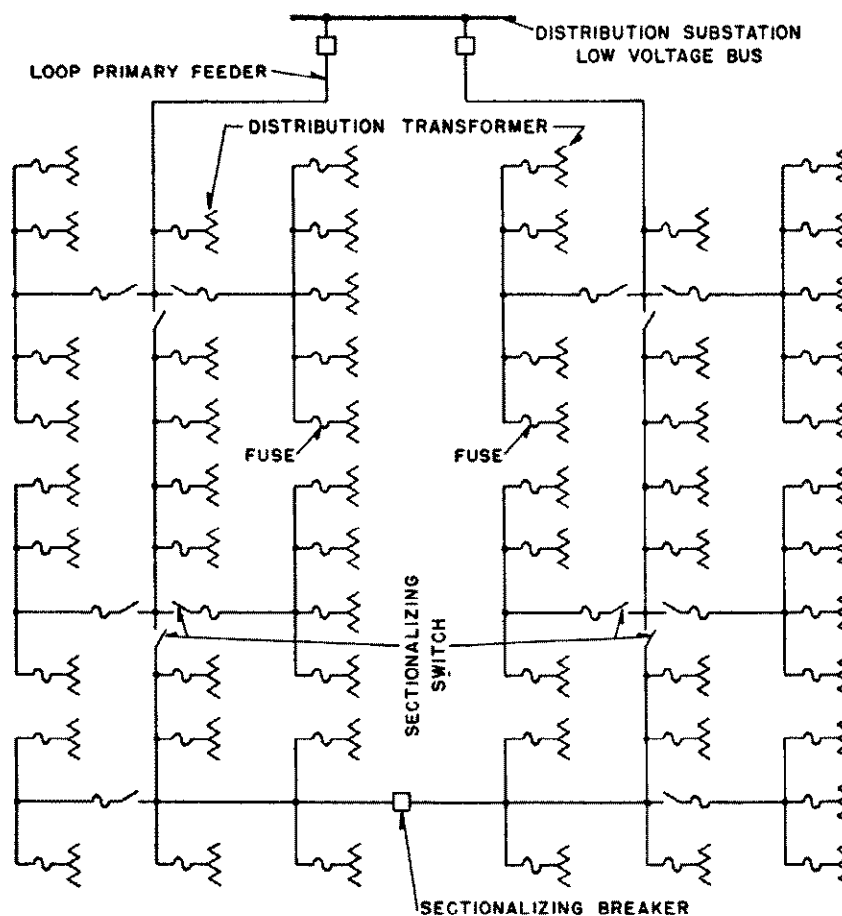 DISTRIBUTION SUBSTATION
LOW VOLTAGE BUS
LOOP PRIMARY FEEDER
DISTRIBUTION TRANSFORMER
FUSE
FUSE
SECTIONALIZING
SWITCH
SECTIONALIZING BREAKER